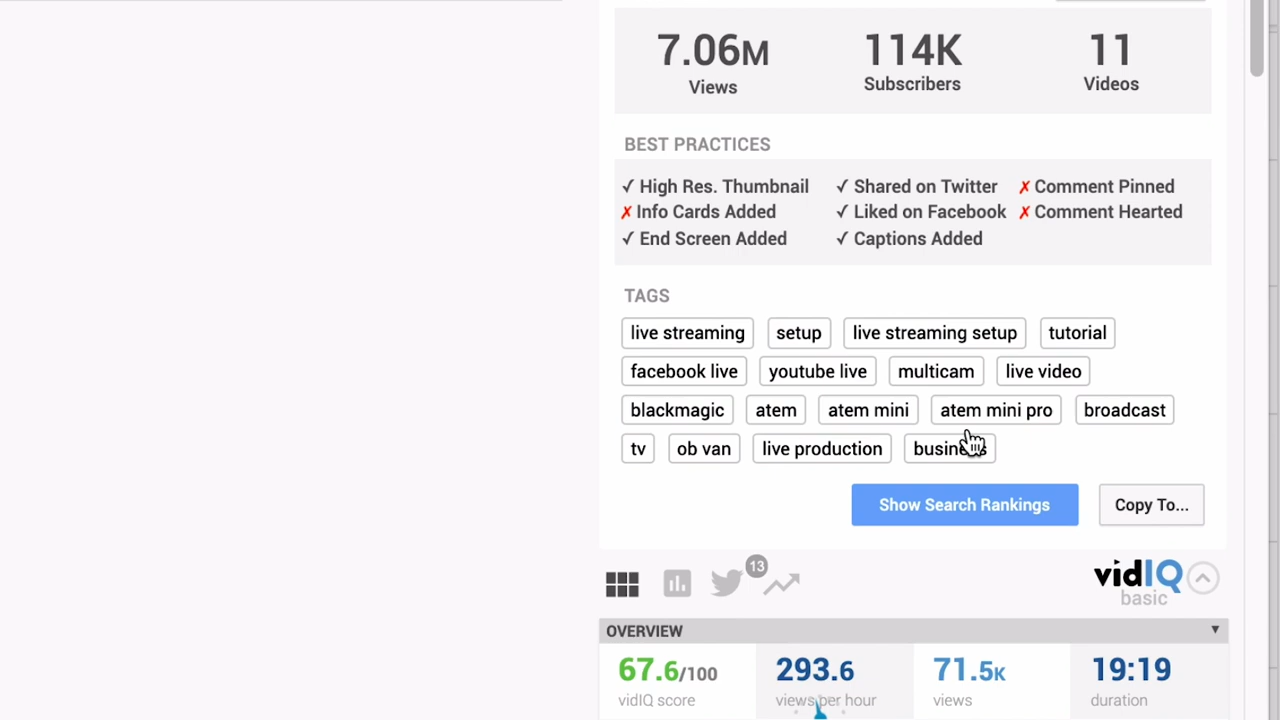 7.06M 114K 11
Views Subscribers Videos
BEST PRACTICES
✓ High Res. Thumbnail ✓ Shared on Twitter ✗ Comment Pinned
✗ Info Cards Added ✓ Liked on Facebook ✗ Comment Hearted
✓ End Screen Added ✓ Captions Added
TAGS
live streaming setup live streaming setup tutorial
facebook live youtube live multicam live video
blackmagic atem atem mini atem mini pro broadcast
tv ob van live production business
Show Search Rankings Copy To...
13 vidIQ
basic
OVERVIEW
67.6/100 293.6 71.5K 19:19
vidIQ score views per hour views duration